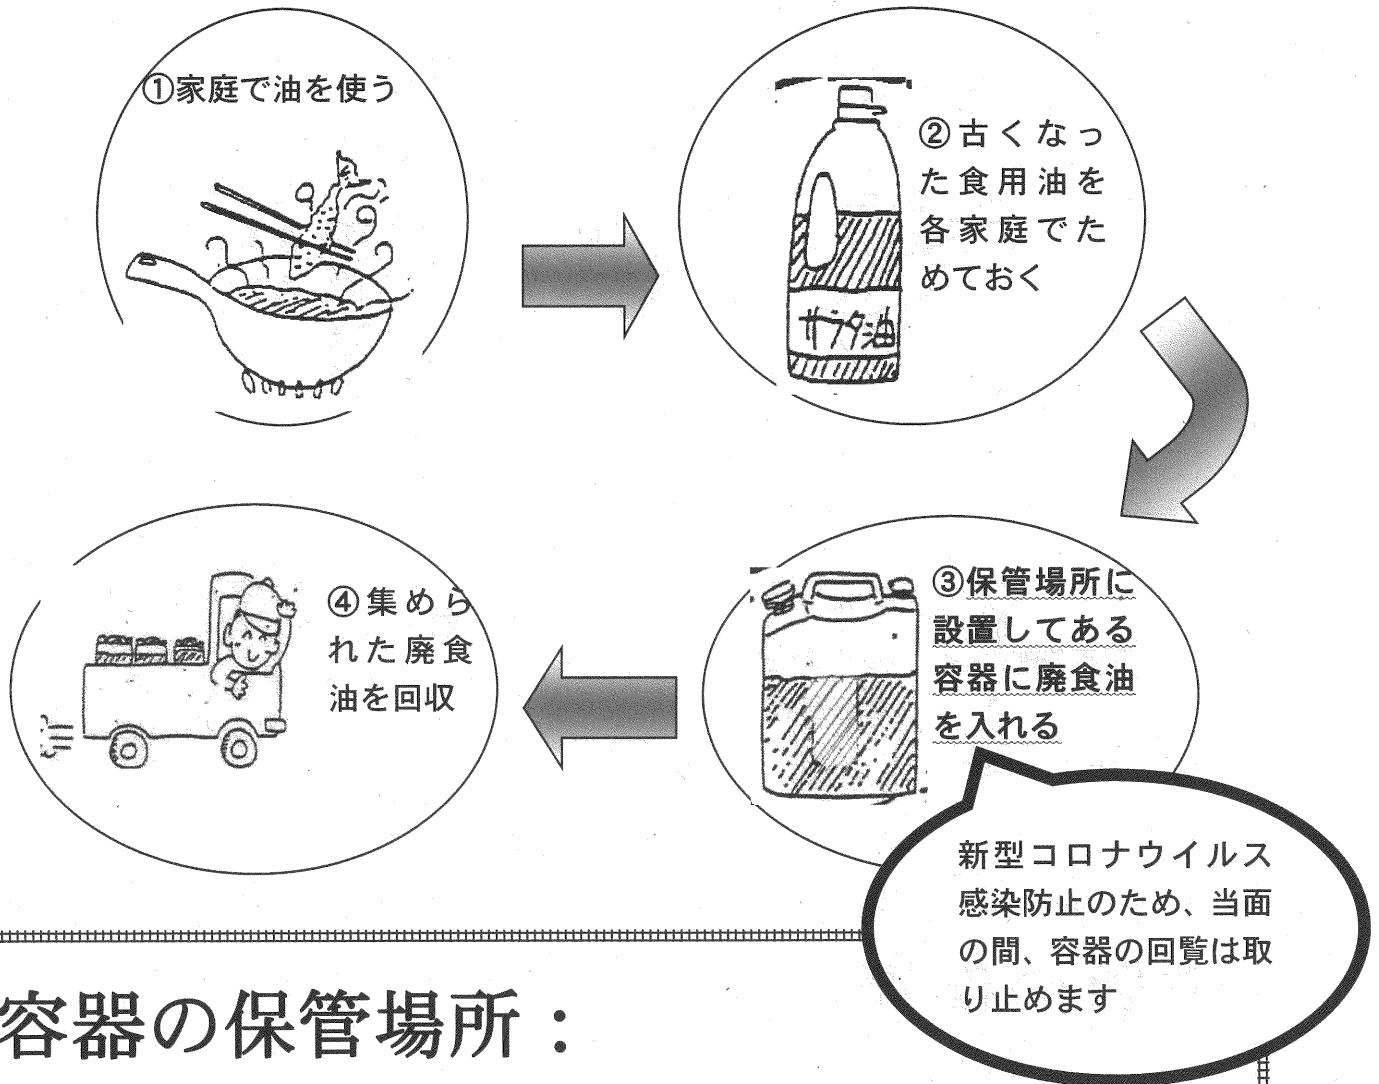 ①家庭で油を使う
②古くなっ
た食用油を
各家庭でた
めておく
サラダ油
③保管場所に
設置してある
容器に廃食油
を入れる
④集めら
れた廃食
油を回収
新型コロナウイルス
感染防止のため、当面
の間、容器の回覧は取
り止めます
容器の保管場所：